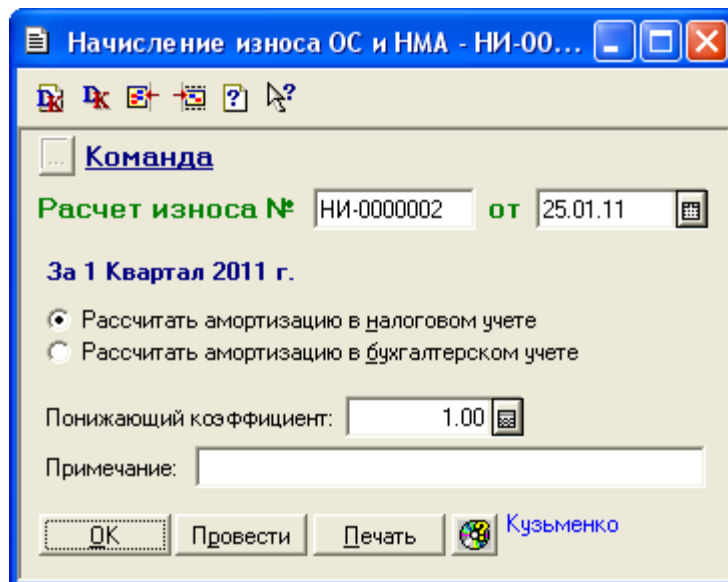 Начисление износа ОС и НМА - НИ-00...
... Команда
Расчет износа № НИ-0000002 от 25.01.11
За 1 Квартал 2011 г.
Рассчитать амортизацию в налоговом учете
Рассчитать амортизацию в бухгалтерском учете
Понижающий коэффициент: 1.00
Примечание:
OK Провести Печать Кузьменко